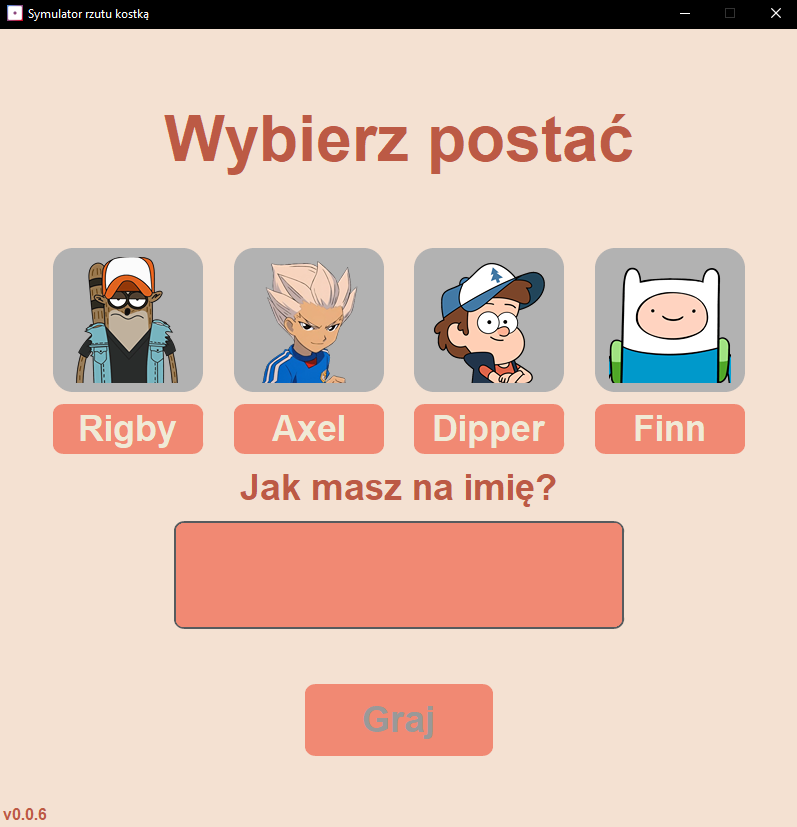 Symulator rzutu kostką
Wybierz postać
Rigby Axel Dipper Finn
Jak masz na imię?
Graj
v0.0.6